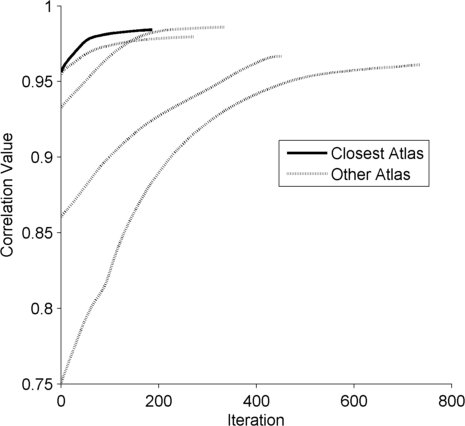 1
0.95
0.9
0.85
0.8
0.75
Correlation Value
Closest Atlas
Other Atlas
0 200 400 600 800
Iteration